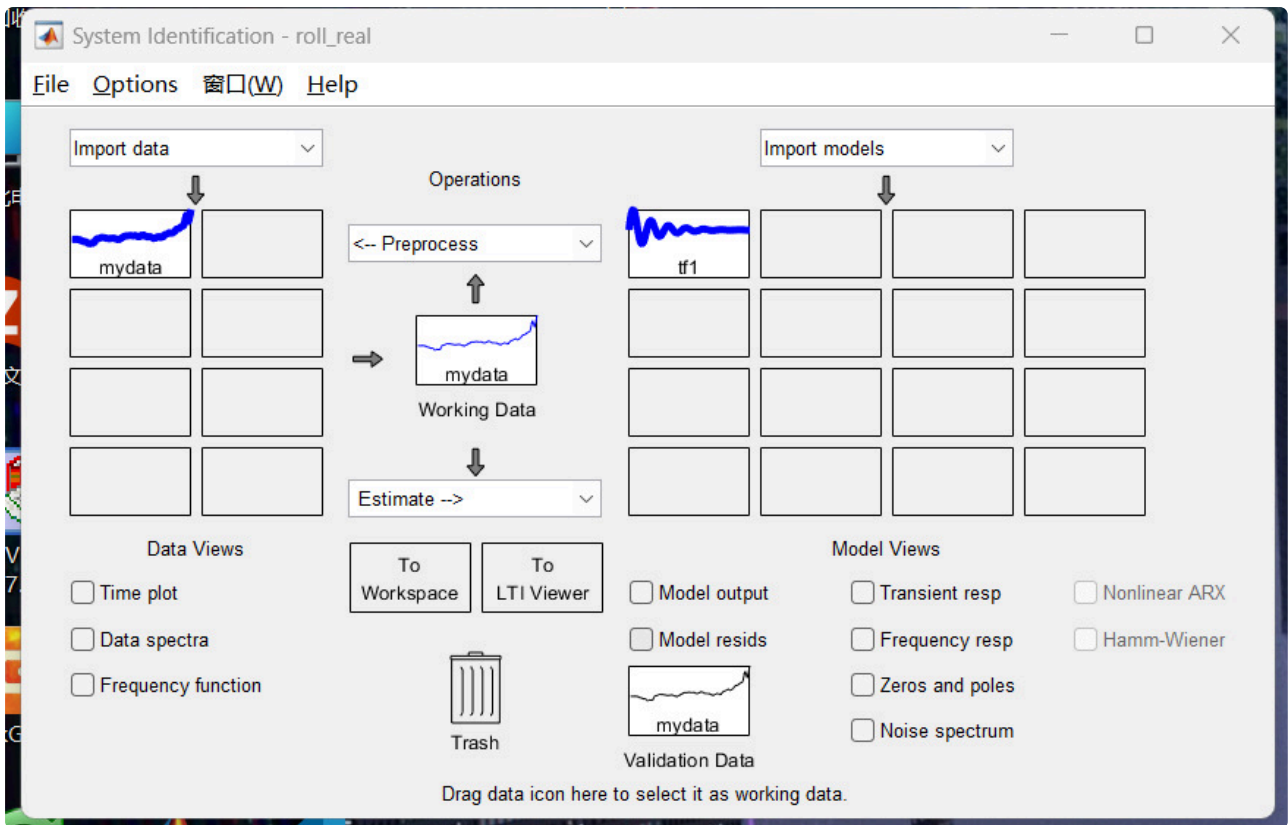 System Identification - roll_real
File Options 窗口(W) Help
Import data
Import models
Operations
<-- Preprocess
mydata
tf1
mydata
Working Data
Estimate -->
Data Views
Model Views
To
Workspace
To
LTI Viewer
Time plot
Data spectra
Frequency function
Model output
Model resids
Transient resp
Frequency resp
Zeros and poles
Noise spectrum
Nonlinear ARX
Hamm-Wiener
Trash
mydata
Validation Data
Drag data icon here to select it as working data.